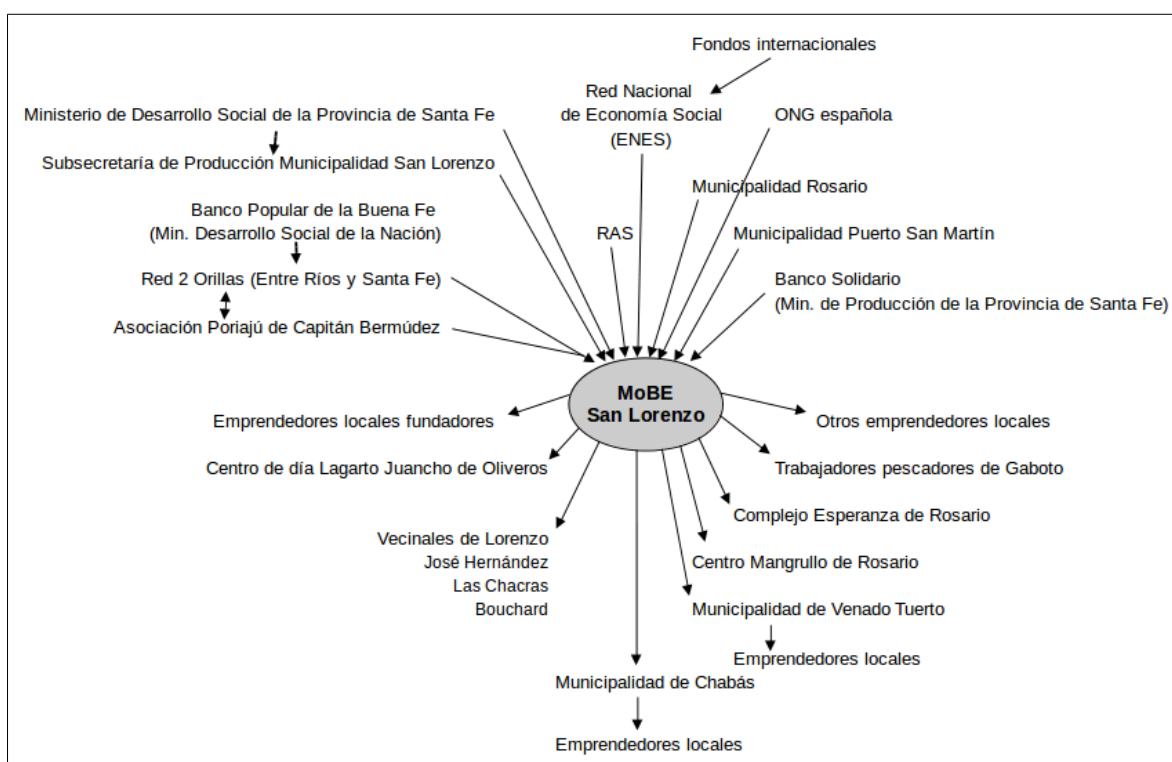 Fondos internacionales
Red Nacional
de Economía Social
(ENES)
ONG española
Ministerio de Desarrollo Social de la Provincia de Santa Fe
Subsecretaría de Producción Municipalidad San Lorenzo
Municipalidad Rosario
Banco Popular de la Buena Fe
(Min. Desarrollo Social de la Nación)
RAS
Municipalidad Puerto San Martín
Red 2 Orillas (Entre Ríos y Santa Fe)
Banco Solidario
(Min. de Producción de la Provincia de Santa Fe)
Asociación Poriajú de Capitán Bermúdez
MoBE
San Lorenzo
Emprendedores locales fundadores
Otros emprendedores locales
Centro de día Lagarto Juancho de Oliveros
Trabajadores pescadores de Gaboto
Complejo Esperanza de Rosario
Vecinales de Lorenzo
José Hernández
Las Chacras
Bouchard
Centro Mangrullo de Rosario
Municipalidad de Venado Tuerto
Emprendedores locales
Municipalidad de Chabás
Emprendedores locales